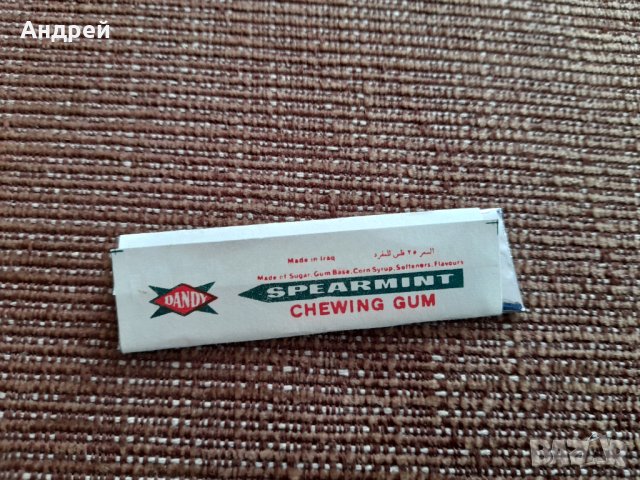 Андрей
Made in Iraq
السعر ٢٥ فلس للمفرد
Made of Sugar, Gum Base, Corn Syrup, Softeners, Flavours
DANDY
SPEARMINT
CHEWING GUM
BAZAR